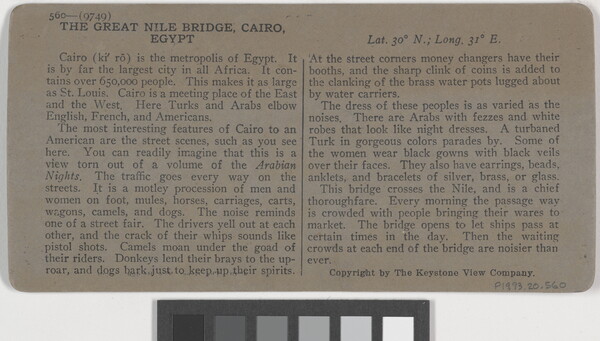 560—(9749)
THE GREAT NILE BRIDGE, CAIRO,
EGYPT
Cairo (kī′ rō) is the metropolis of Egypt. It
is by far the largest city in all Africa. It con-
tains over 650,000 people. This makes it as large
as St. Louis. Cairo is a meeting place of the East
and the West. Here Turks and Arabs elbow
English, French, and Americans.
The most interesting features of Cairo to an
American are the street scenes, such as you see
here. You can readily imagine that this is a
view torn out of a volume of the Arabian
Nights. The traffic goes every way on the
streets. It is a motley procession of men and
women on foot, mules, horses, carriages, carts,
wagons, camels, and dogs. The noise reminds
one of a street fair. The drivers yell out at each
other, and the crack of their whips sounds like
pistol shots. Camels moan under the goad of
their riders. Donkeys lend their brays to the up-
roar, and dogs bark just to keep up their spirits.
Lat. 30° N.; Long. 31° E.
At the street corners money changers have their
booths, and the sharp clink of coins is added to
the clanking of the brass water pots lugged about
by water carriers.
The dress of these peoples is as varied as the
noises. There are Arabs with fezzes and white
robes that look like night dresses. A turbaned
Turk in gorgeous colors parades by. Some of
the women wear black gowns with black veils
over their faces. They also have earrings, beads,
anklets, and bracelets of silver, brass, or glass.
This bridge crosses the Nile, and is a chief
thoroughfare. Every morning the passage way
is crowded with people bringing their wares to
market. The bridge opens to let ships pass at
certain times in the day. Then the waiting
crowds at each end of the bridge are noisier than
ever.
Copyright by The Keystone View Company.
P1993.20.560